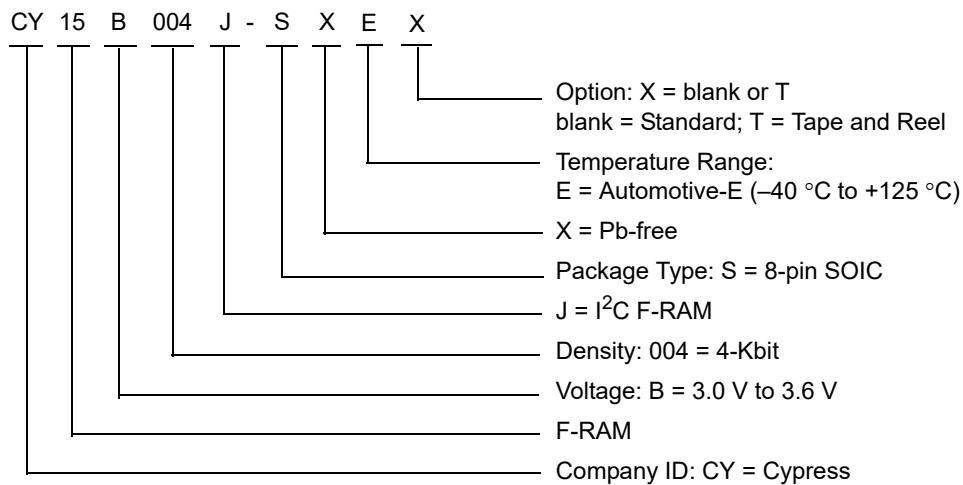 CY 15 B 004 J - S X E X
Option: X = blank or T
blank = Standard; T = Tape and Reel
Temperature Range:
E = Automotive-E (–40 °C to +125 °C)
X = Pb-free
Package Type: S = 8-pin SOIC
J = I²C F-RAM
Density: 004 = 4-Kbit
Voltage: B = 3.0 V to 3.6 V
F-RAM
Company ID: CY = Cypress